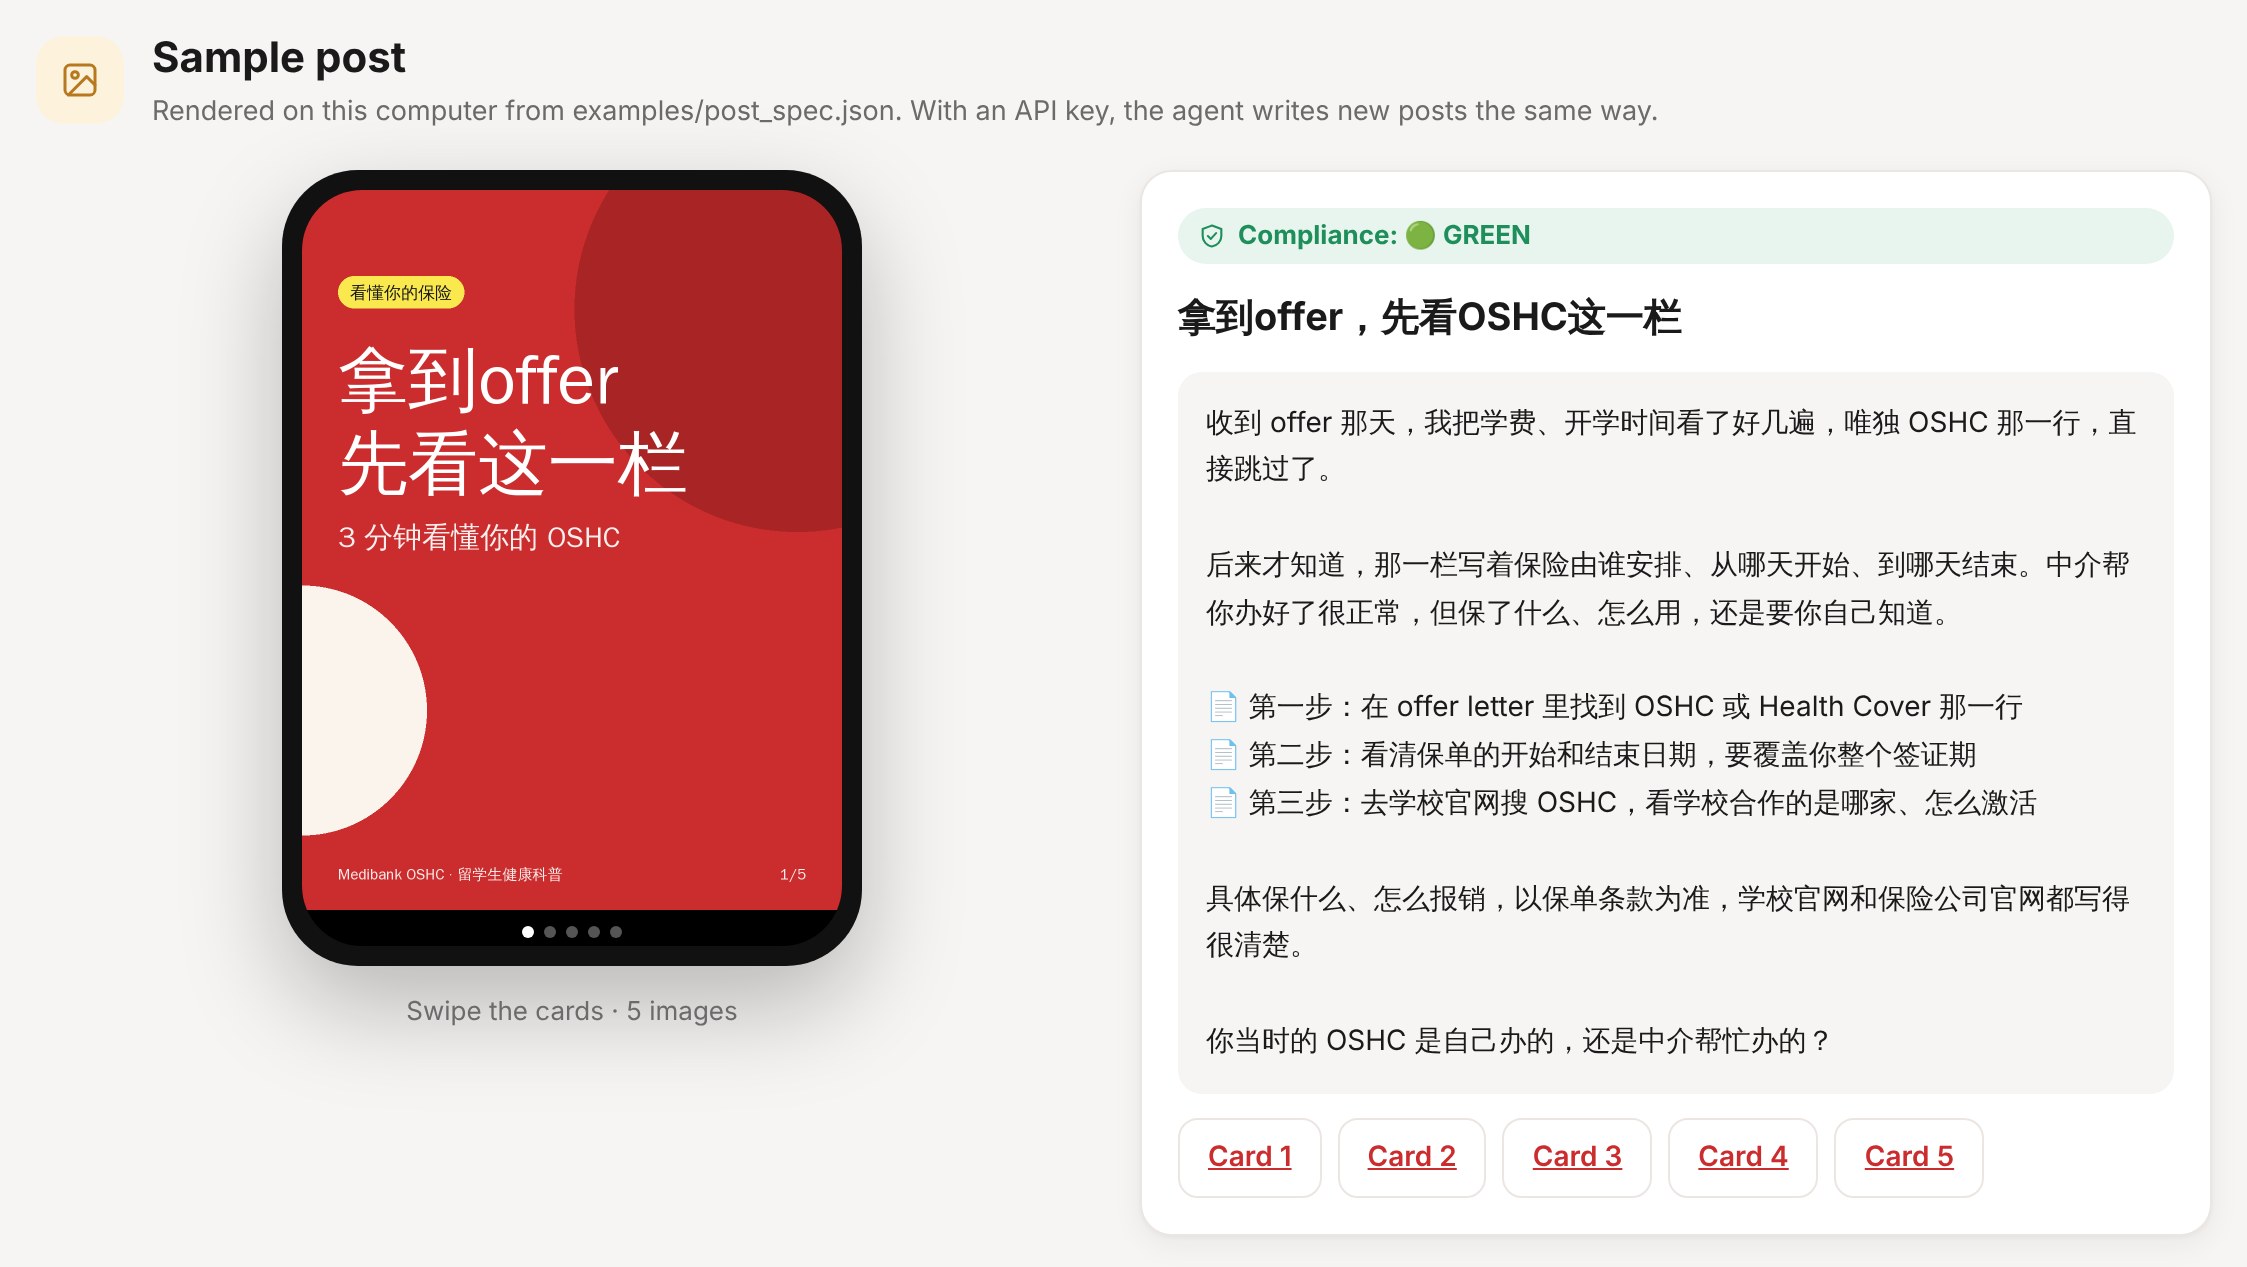 Sample post
Rendered on this computer from examples/post_spec.json. With an API key, the agent writes new posts the same way.
看懂你的保险
拿到offer
先看这一栏
3 分钟看懂你的 OSHC
Medibank OSHC · 留学生健康科普
1/5
Swipe the cards · 5 images
Compliance: 🟢 GREEN
拿到offer，先看OSHC这一栏
收到 offer 那天，我把学费、开学时间看了好几遍，唯独 OSHC 那一行，直
接跳过了。
后来才知道，那一栏写着保险由谁安排、从哪天开始、到哪天结束。中介帮
你办好了很正常，但保了什么、怎么用，还是要你自己知道。
📄 第一步：在 offer letter 里找到 OSHC 或 Health Cover 那一行
📄 第二步：看清保单的开始和结束日期，要覆盖你整个签证期
📄 第三步：去学校官网搜 OSHC，看学校合作的是哪家、怎么激活
具体保什么、怎么报销，以保单条款为准，学校官网和保险公司官网都写得
很清楚。
你当时的 OSHC 是自己办的，还是中介帮忙办的？
Card 1
Card 2
Card 3
Card 4
Card 5